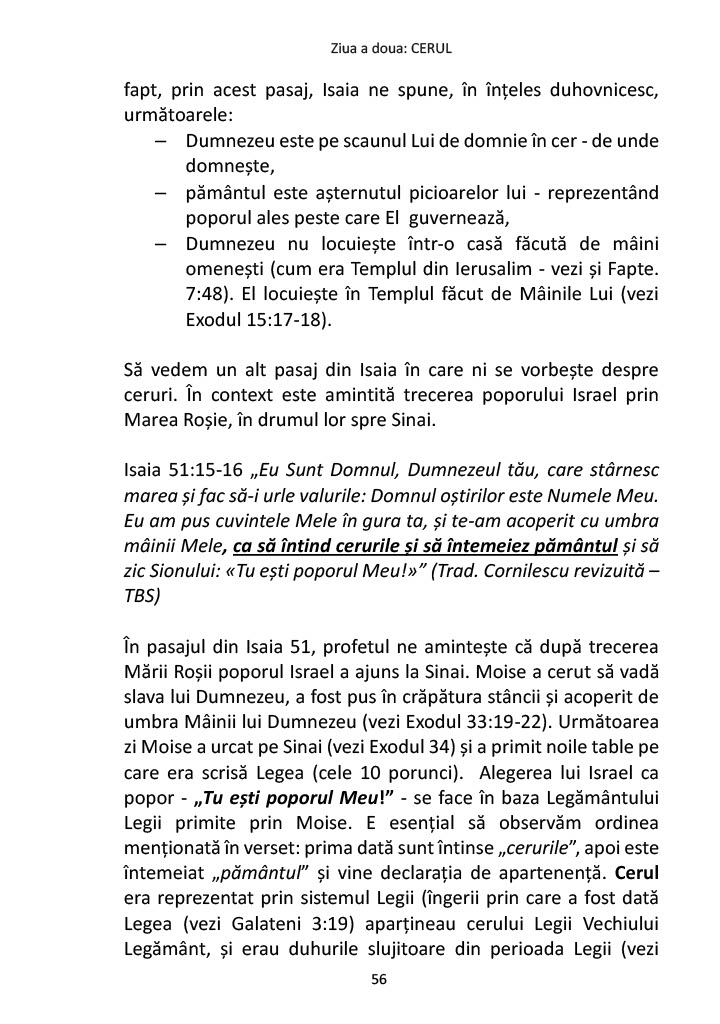 Ziua a doua: CERUL
fapt, prin acest pasaj, Isaia ne spune, în înțeles duhovnicesc,
următoarele:
– Dumnezeu este pe scaunul Lui de domnie în cer - de unde
domnește,
– pământul este așternutul picioarelor lui - reprezentând
poporul ales peste care El  guvernează,
– Dumnezeu nu locuiește într-o casă făcută de mâini
omenești (cum era Templul din Ierusalim - vezi și Fapte.
7:48). El locuiește în Templul făcut de Mâinile Lui (vezi
Exodul 15:17-18).
Să vedem un alt pasaj din Isaia în care ni se vorbește despre
ceruri. În context este amintită trecerea poporului Israel prin
Marea Roșie, în drumul lor spre Sinai.
Isaia 51:15-16 „Eu Sunt Domnul, Dumnezeul tău, care stârnesc
marea și fac să-i urle valurile: Domnul oștirilor este Numele Meu.
Eu am pus cuvintele Mele în gura ta, și te-am acoperit cu umbra
mâinii Mele, ca să întind cerurile și să întemeiez pământul și să
zic Sionului: «Tu ești poporul Meu!»” (Trad. Cornilescu revizuită –
TBS)
În pasajul din Isaia 51, profetul ne amintește că după trecerea
Mării Roșii poporul Israel a ajuns la Sinai. Moise a cerut să vadă
slava lui Dumnezeu, a fost pus în crăpătura stâncii și acoperit de
umbra Mâinii lui Dumnezeu (vezi Exodul 33:19-22). Următoarea
zi Moise a urcat pe Sinai (vezi Exodul 34) și a primit noile table pe
care era scrisă Legea (cele 10 porunci).  Alegerea lui Israel ca
popor - „Tu ești poporul Meu!” - se face în baza Legământului
Legii primite prin Moise. E esențial să observăm ordinea
menționată în verset: prima dată sunt întinse „cerurile”, apoi este
întemeiat „pământul” și vine declarația de apartenență. Cerul
era reprezentat prin sistemul Legii (îngerii prin care a fost dată
Legea (vezi Galateni 3:19) aparțineau cerului Legii Vechiului
Legământ, și erau duhurile slujitoare din perioada Legii (vezi
56